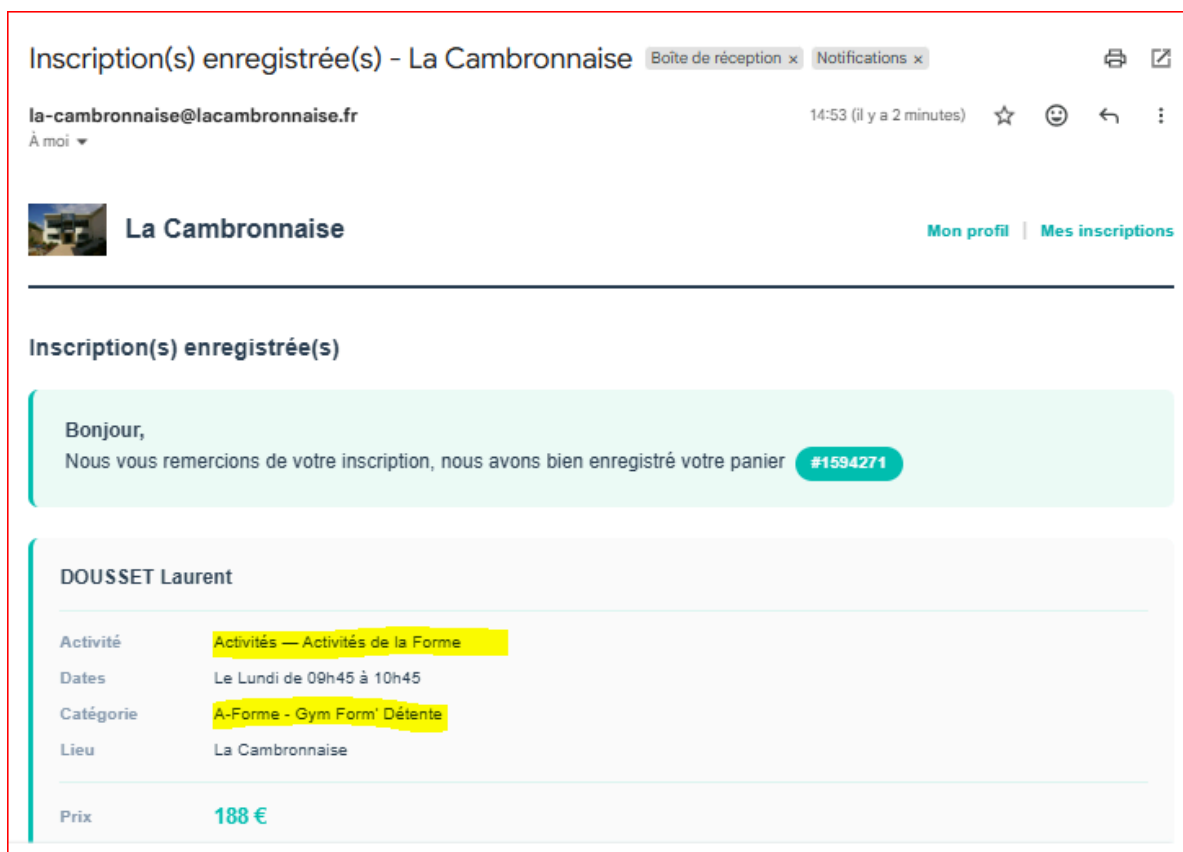 Inscription(s) enregistrée(s) - La Cambronnaise Boîte de réception × Notifications ×
la-cambronnaise@lacambronnaise.fr 14:53 (il y a 2 minutes)
À moi
La Cambronnaise Mon profil | Mes inscriptions
Inscription(s) enregistrée(s)
Bonjour,
Nous vous remercions de votre inscription, nous avons bien enregistré votre panier #1594271
DOUSSET Laurent
Activité Activités — Activités de la Forme
Dates Le Lundi de 09h45 à 10h45
Catégorie A-Forme - Gym Form' Détente
Lieu La Cambronnaise
Prix 188 €